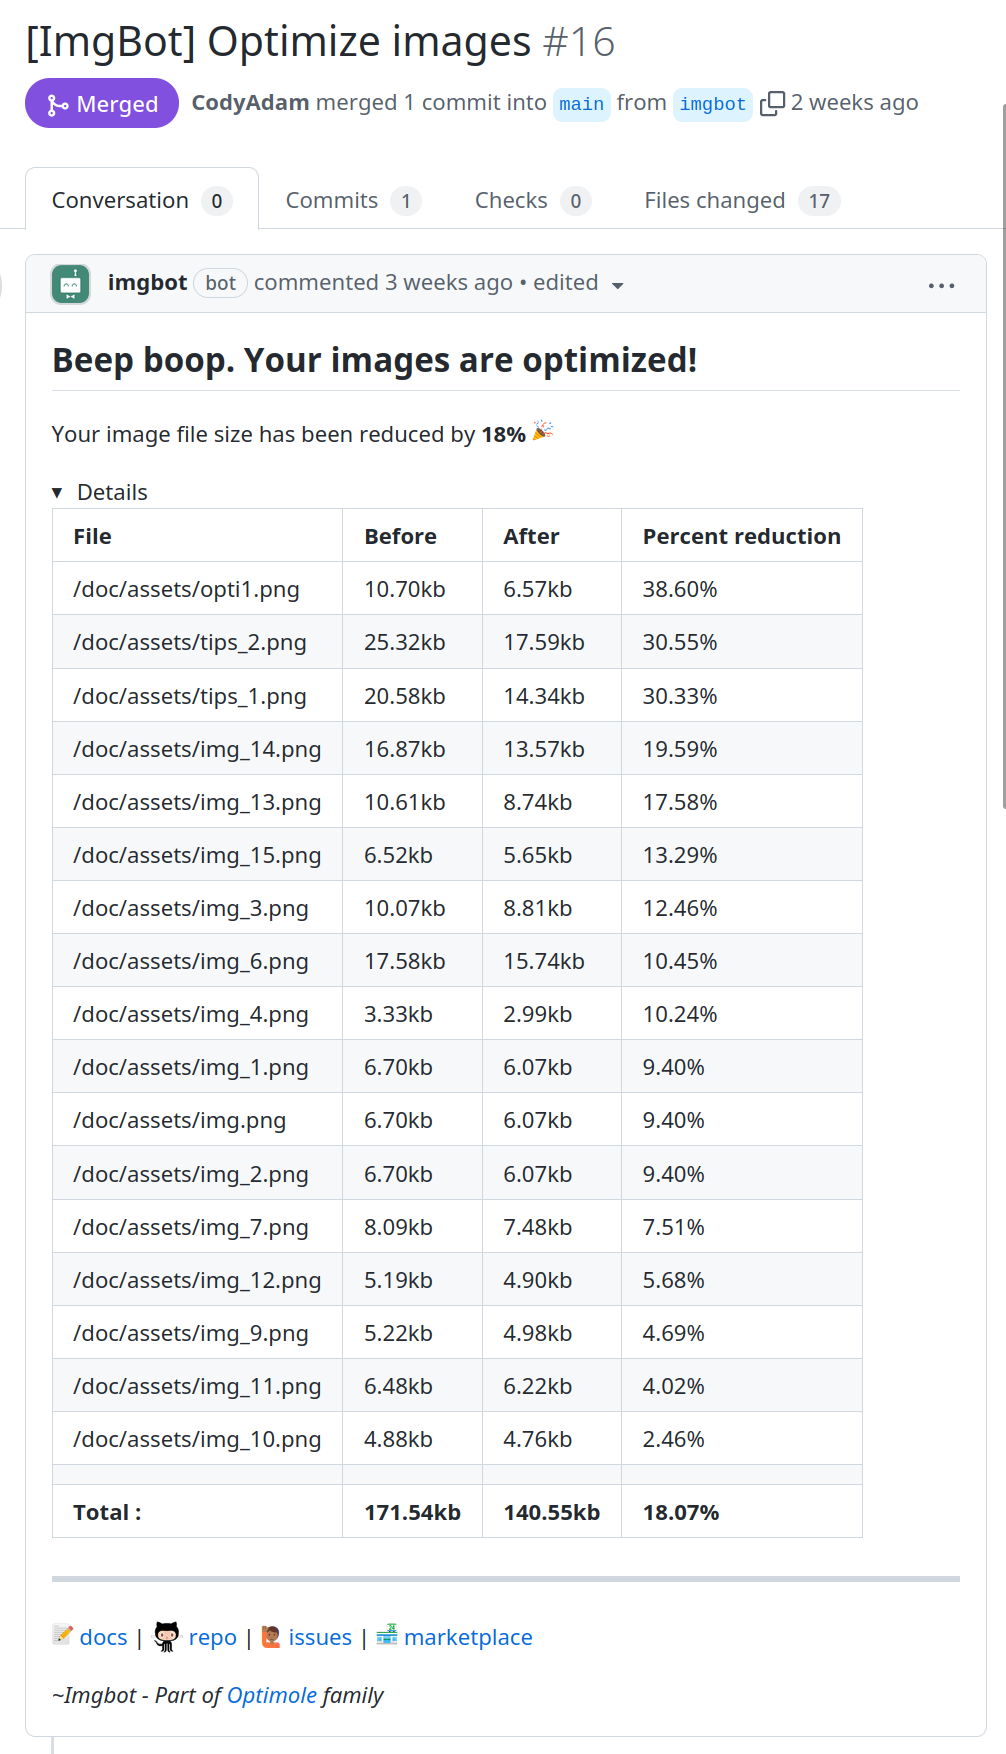 [ImgBot] Optimize images #16
Merged CodyAdam merged 1 commit into main from imgbot 2 weeks ago
Conversation 0 Commits 1 Checks 0 Files changed 17
imgbot bot commented 3 weeks ago • edited
Beep boop. Your images are optimized!
Your image file size has been reduced by 18% 🎉
▼ Details
File Before After Percent reduction
/doc/assets/opti1.png 10.70kb 6.57kb 38.60%
/doc/assets/tips_2.png 25.32kb 17.59kb 30.55%
/doc/assets/tips_1.png 20.58kb 14.34kb 30.33%
/doc/assets/img_14.png 16.87kb 13.57kb 19.59%
/doc/assets/img_13.png 10.61kb 8.74kb 17.58%
/doc/assets/img_15.png 6.52kb 5.65kb 13.29%
/doc/assets/img_3.png 10.07kb 8.81kb 12.46%
/doc/assets/img_6.png 17.58kb 15.74kb 10.45%
/doc/assets/img_4.png 3.33kb 2.99kb 10.24%
/doc/assets/img_1.png 6.70kb 6.07kb 9.40%
/doc/assets/img.png 6.70kb 6.07kb 9.40%
/doc/assets/img_2.png 6.70kb 6.07kb 9.40%
/doc/assets/img_7.png 8.09kb 7.48kb 7.51%
/doc/assets/img_12.png 5.19kb 4.90kb 5.68%
/doc/assets/img_9.png 5.22kb 4.98kb 4.69%
/doc/assets/img_11.png 6.48kb 6.22kb 4.02%
/doc/assets/img_10.png 4.88kb 4.76kb 2.46%
Total : 171.54kb 140.55kb 18.07%
docs | repo | issues | marketplace
~Imgbot - Part of Optimole family